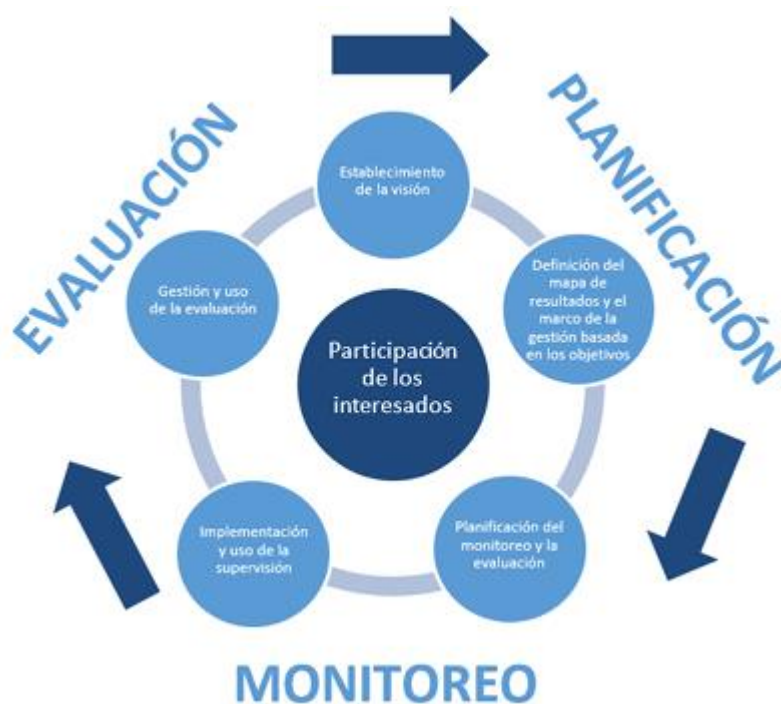 EVALUACIÓN
PLANIFICACIÓN
Establecimiento
de la visión
Definición del
mapa de
resultados y el
marco de la
gestión basada
en los objetivos
Gestión y uso
de la evaluación
Participación
de los
interesados
Implementación
y uso de la
supervisión
Planificación del
monitoreo y la
evaluación
MONITOREO